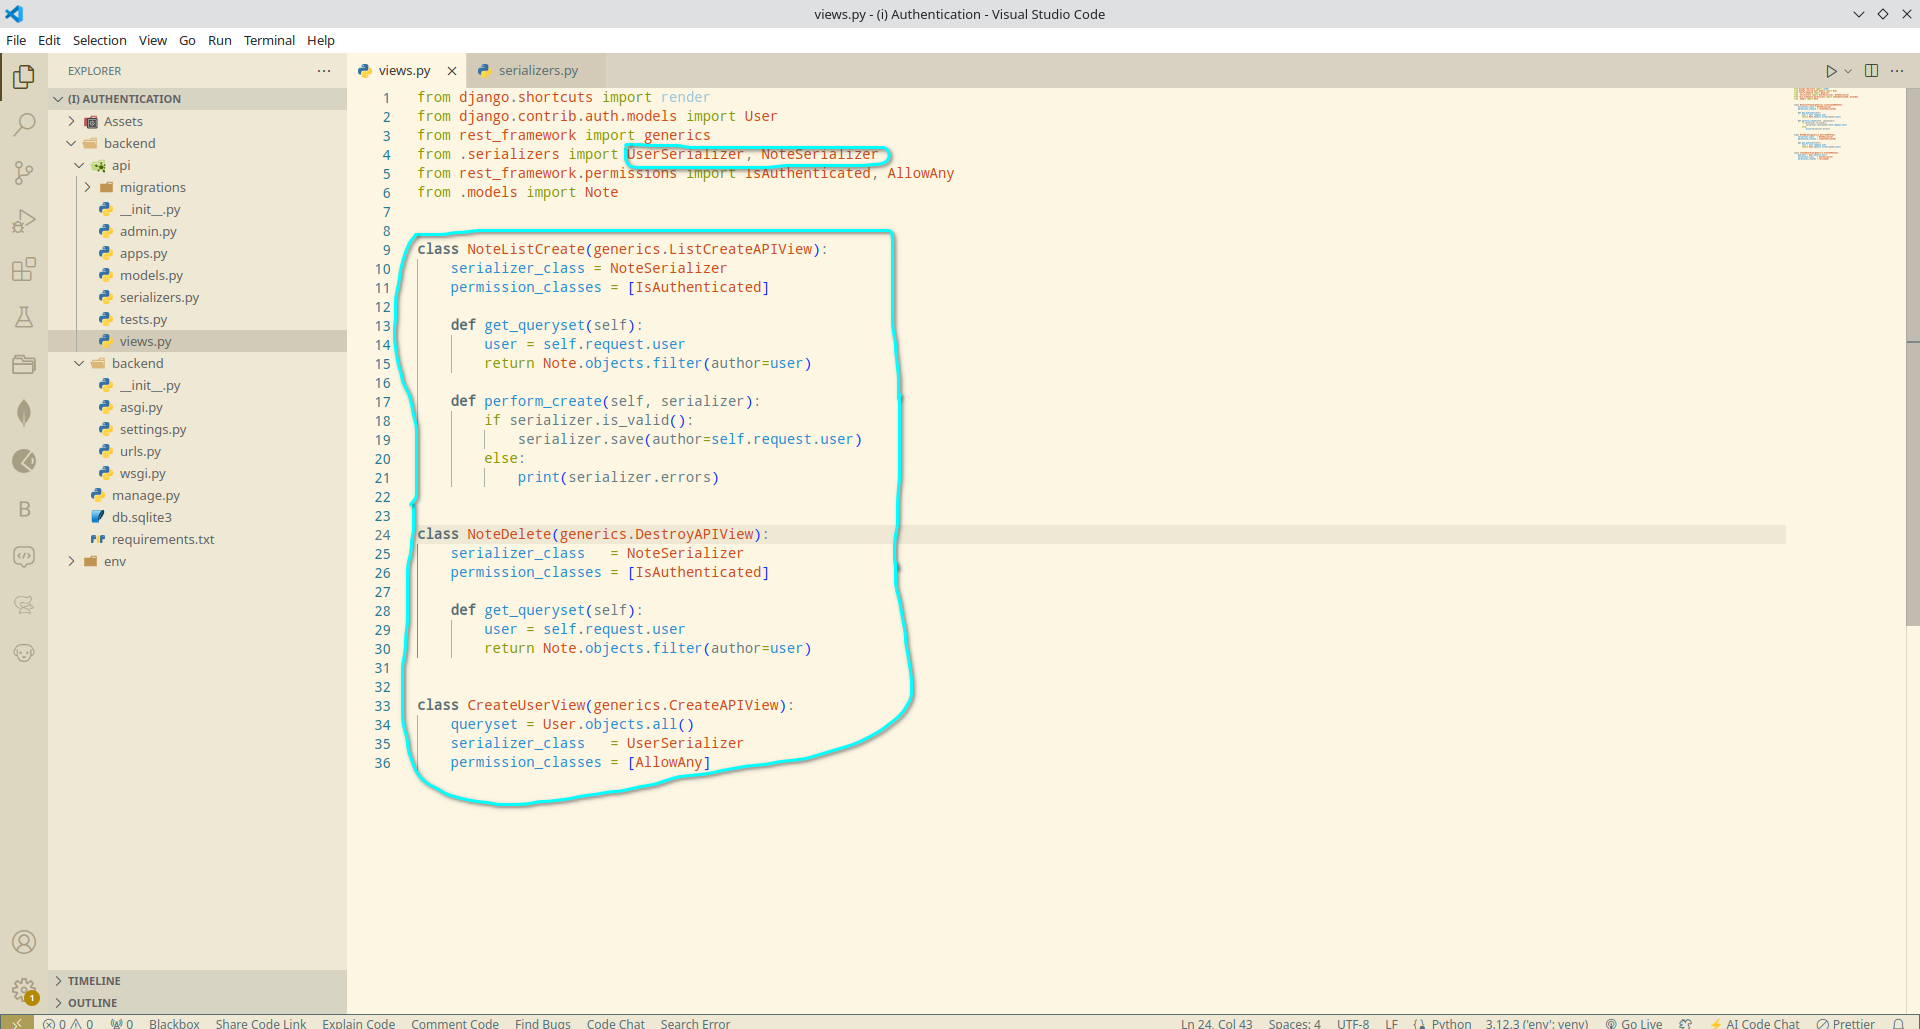 views.py - (i) Authentication - Visual Studio Code
File Edit Selection View Go Run Terminal Help
EXPLORER
(I) AUTHENTICATION
Assets
backend
api
migrations
__init__.py
admin.py
apps.py
models.py
serializers.py
tests.py
views.py
backend
__init__.py
asgi.py
settings.py
urls.py
wsgi.py
manage.py
db.sqlite3
requirements.txt
env
TIMELINE
OUTLINE
1
views.py serializers.py
1 from django.shortcuts import render
2 from django.contrib.auth.models import User
3 from rest_framework import generics
4 from .serializers import UserSerializer, NoteSerializer
5 from rest_framework.permissions import IsAuthenticated, AllowAny
6 from .models import Note
7
8
9 class NoteListCreate(generics.ListCreateAPIView):
10 serializer_class = NoteSerializer
11 permission_classes = [IsAuthenticated]
12
13 def get_queryset(self):
14 user = self.request.user
15 return Note.objects.filter(author=user)
16
17 def perform_create(self, serializer):
18 if serializer.is_valid():
19 serializer.save(author=self.request.user)
20 else:
21 print(serializer.errors)
22
23
24 class NoteDelete(generics.DestroyAPIView):
25 serializer_class   = NoteSerializer
26 permission_classes = [IsAuthenticated]
27
28 def get_queryset(self):
29 user = self.request.user
30 return Note.objects.filter(author=user)
31
32
33 class CreateUserView(generics.CreateAPIView):
34 queryset = User.objects.all()
35 serializer_class   = UserSerializer
36 permission_classes = [AllowAny]
0 0 0 Blackbox Share Code Link Explain Code Comment Code Find Bugs Code Chat Search Error Ln 24, Col 43 Spaces: 4 UTF-8 LF Python 3.12.3 ('env': venv) Go Live AI Code Chat Prettier